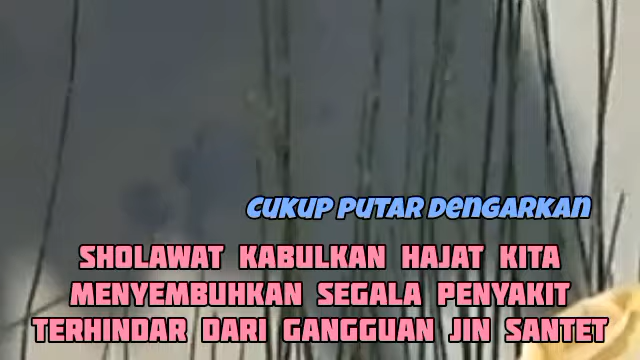 CUKUP PUTAR DENGARKAN
SHOLAWAT KABULKAN HAJAT KITA
MENYEMBUHKAN SEGALA PENYAKIT
TERHINDAR DARI GANGGUAN JIN SANTET